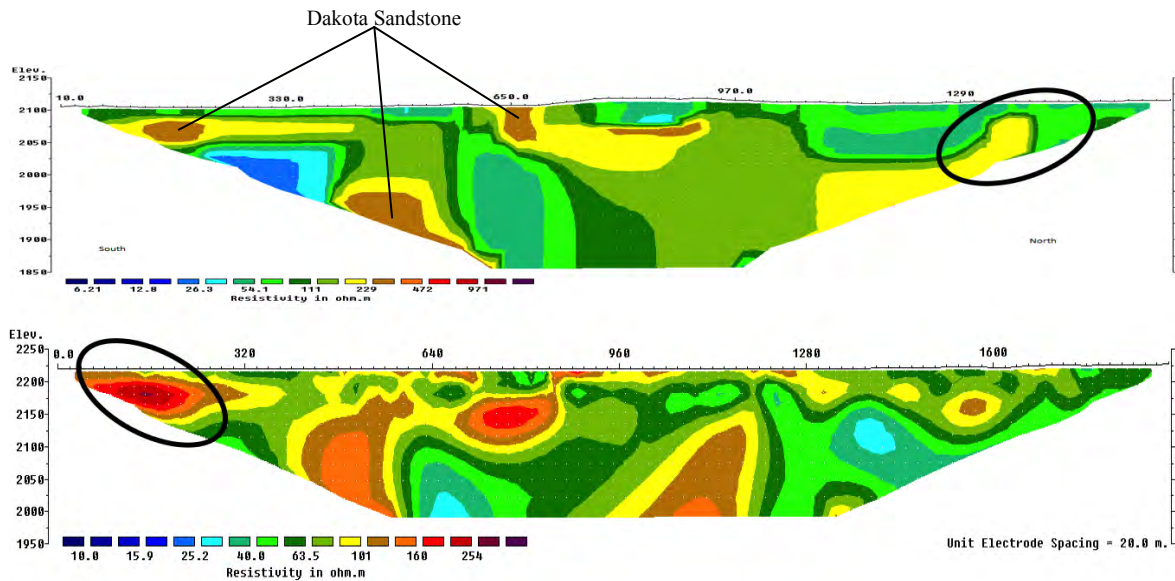 Dakota Sandstone
Elev.
2150
10.0 330.0 650.0 970.0 1290
2100
2050
2000
1950
1900
South North
1850
6.21 12.8 26.3 54.1 111 229 472 971
Resistivity in ohm.m
Elev.
2250
0.0 320 640 960 1280 1600
2200
2150
2100
2050
2000
1950
Unit Electrode Spacing = 20.0 m.
10.0 15.9 25.2 40.0 63.5 101 160 254
Resistivity in ohm.m